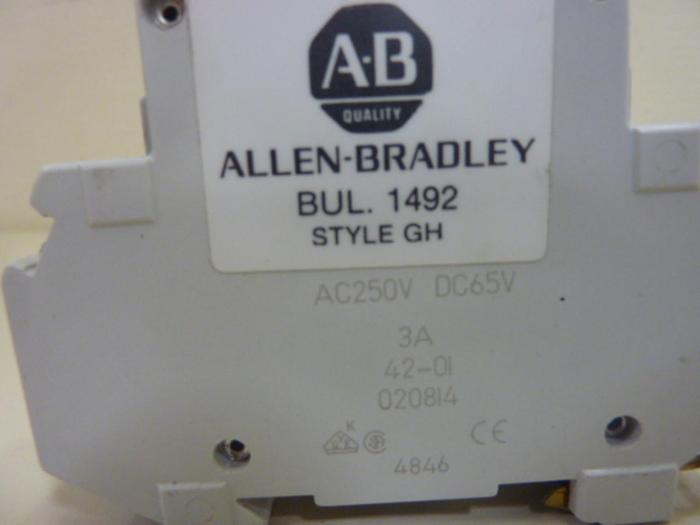 A-B
QUALITY
ALLEN-BRADLEY
BUL. 1492
STYLE GH
AC250V DC65V
3A
42-01
020814
K
CE
4846